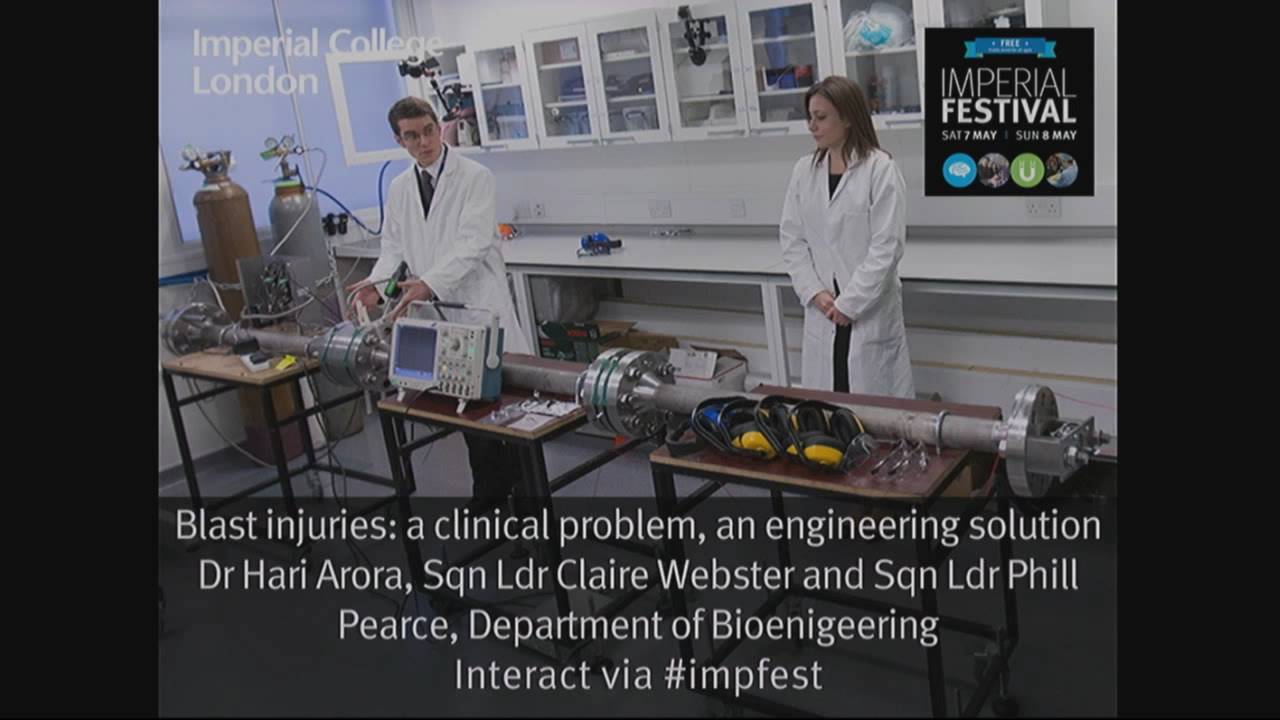 Imperial College
London
FREE
IMPERIAL
FESTIVAL
SAT 7 MAY | SUN 8 MAY
Blast injuries: a clinical problem, an engineering solution
Dr Hari Arora, Sqn Ldr Claire Webster and Sqn Ldr Phill
Pearce, Department of Bioenigeering
Interact via #impfest